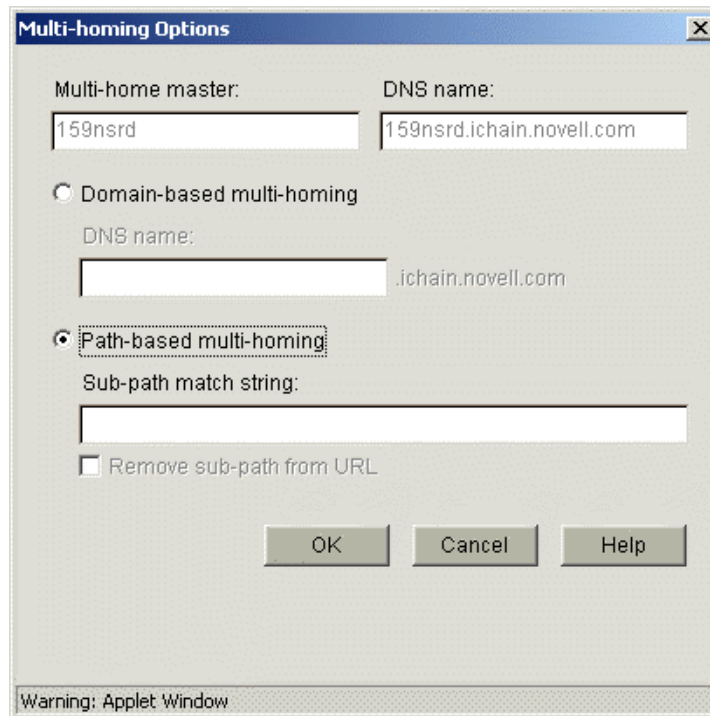 Multi-homing Options
Multi-home master: DNS name:
159nsrd 159nsrd.ichain.novell.com
Domain-based multi-homing
DNS name:
.ichain.novell.com
Path-based multi-homing
Sub-path match string:
Remove sub-path from URL
OK Cancel Help
Warning: Applet Window